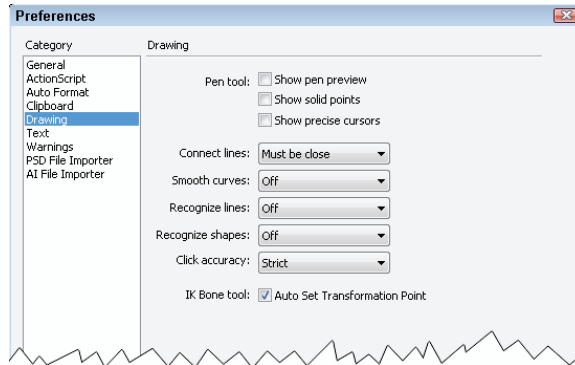 Preferences
Category
General
ActionScript
Auto Format
Clipboard
Drawing
Text
Warnings
PSD File Importer
AI File Importer
Drawing
Pen tool: Show pen preview
Show solid points
Show precise cursors
Connect lines: Must be close
Smooth curves: Off
Recognize lines: Off
Recognize shapes: Off
Click accuracy: Strict
IK Bone tool: Auto Set Transformation Point